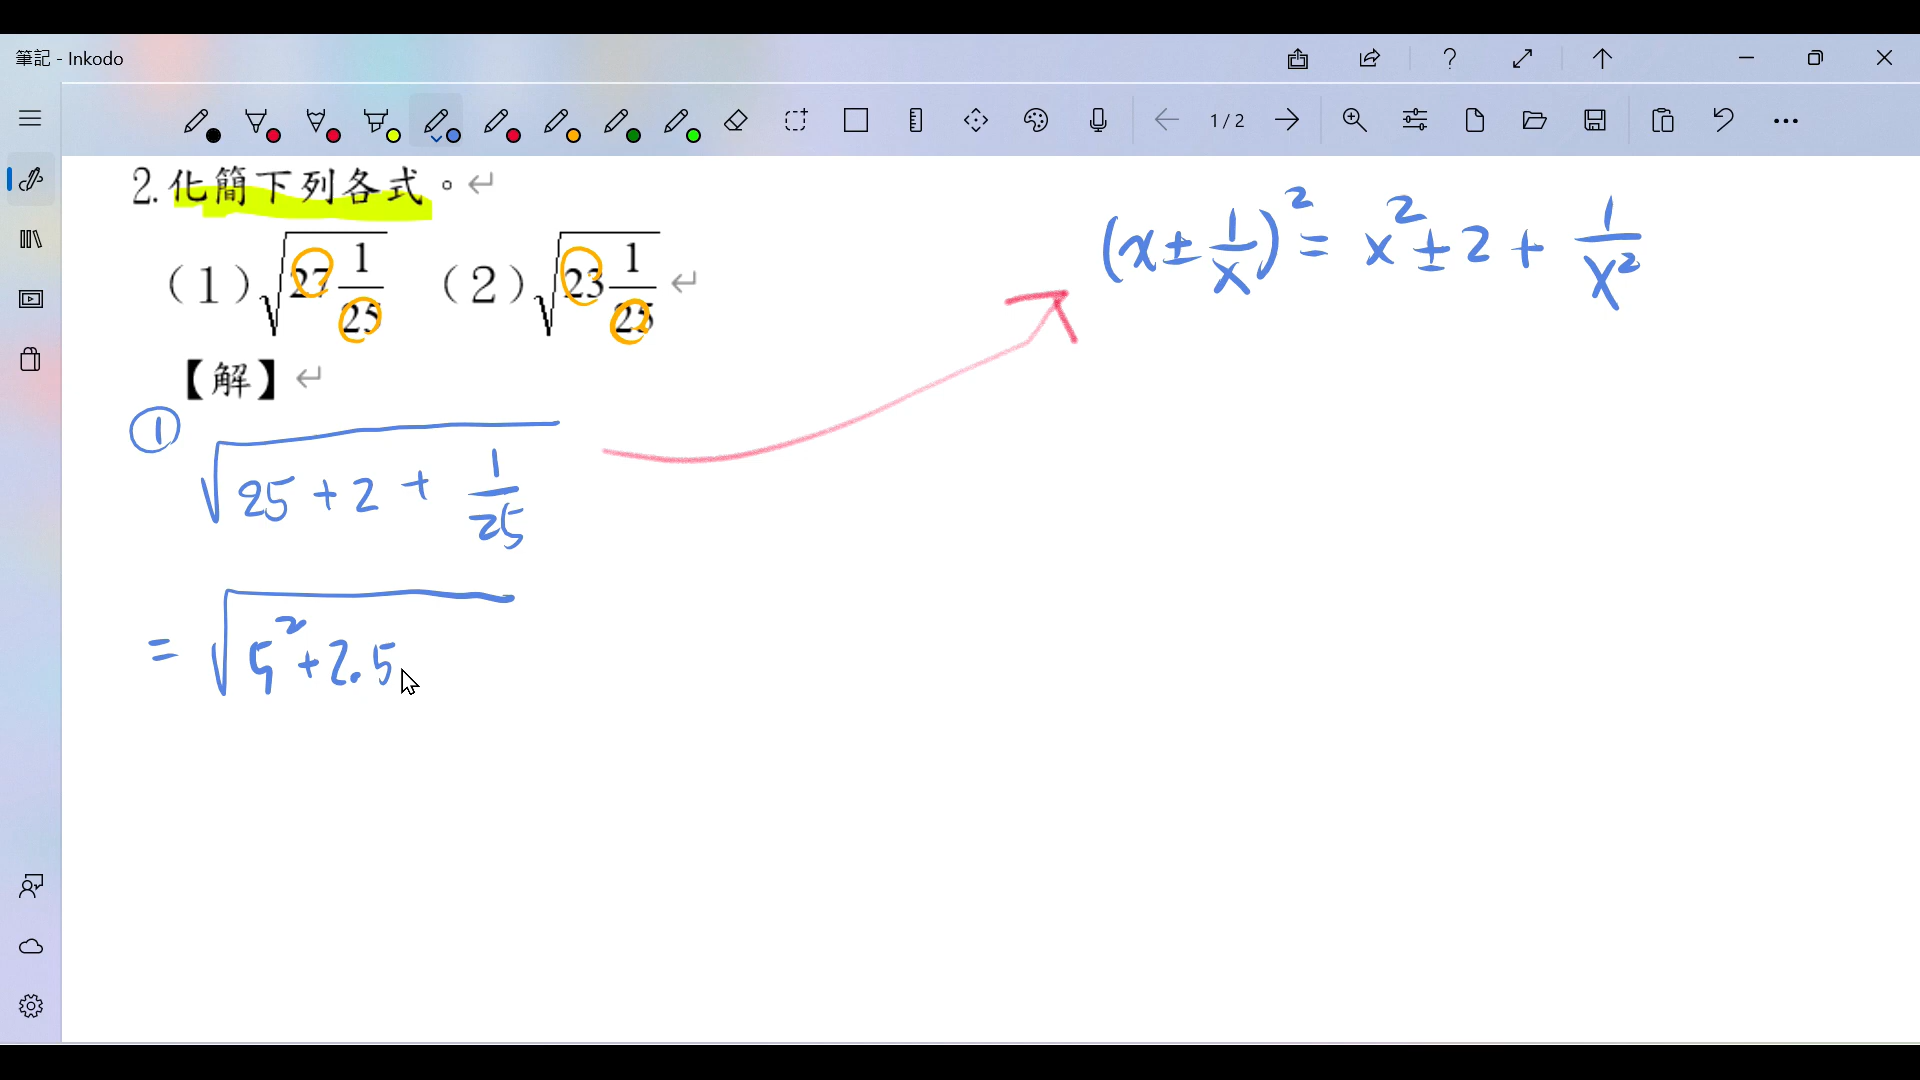 筆記 - Inkodo
1 / 2
2. 化簡下列各式。↵
(1) √(27 1/25) (2) √(23 1/25) ↵
【解】↵
① √(25 + 2 + 1/25)
= √(5² + 2·5
(x ± 1/x)² = x² ± 2 + 1/x²